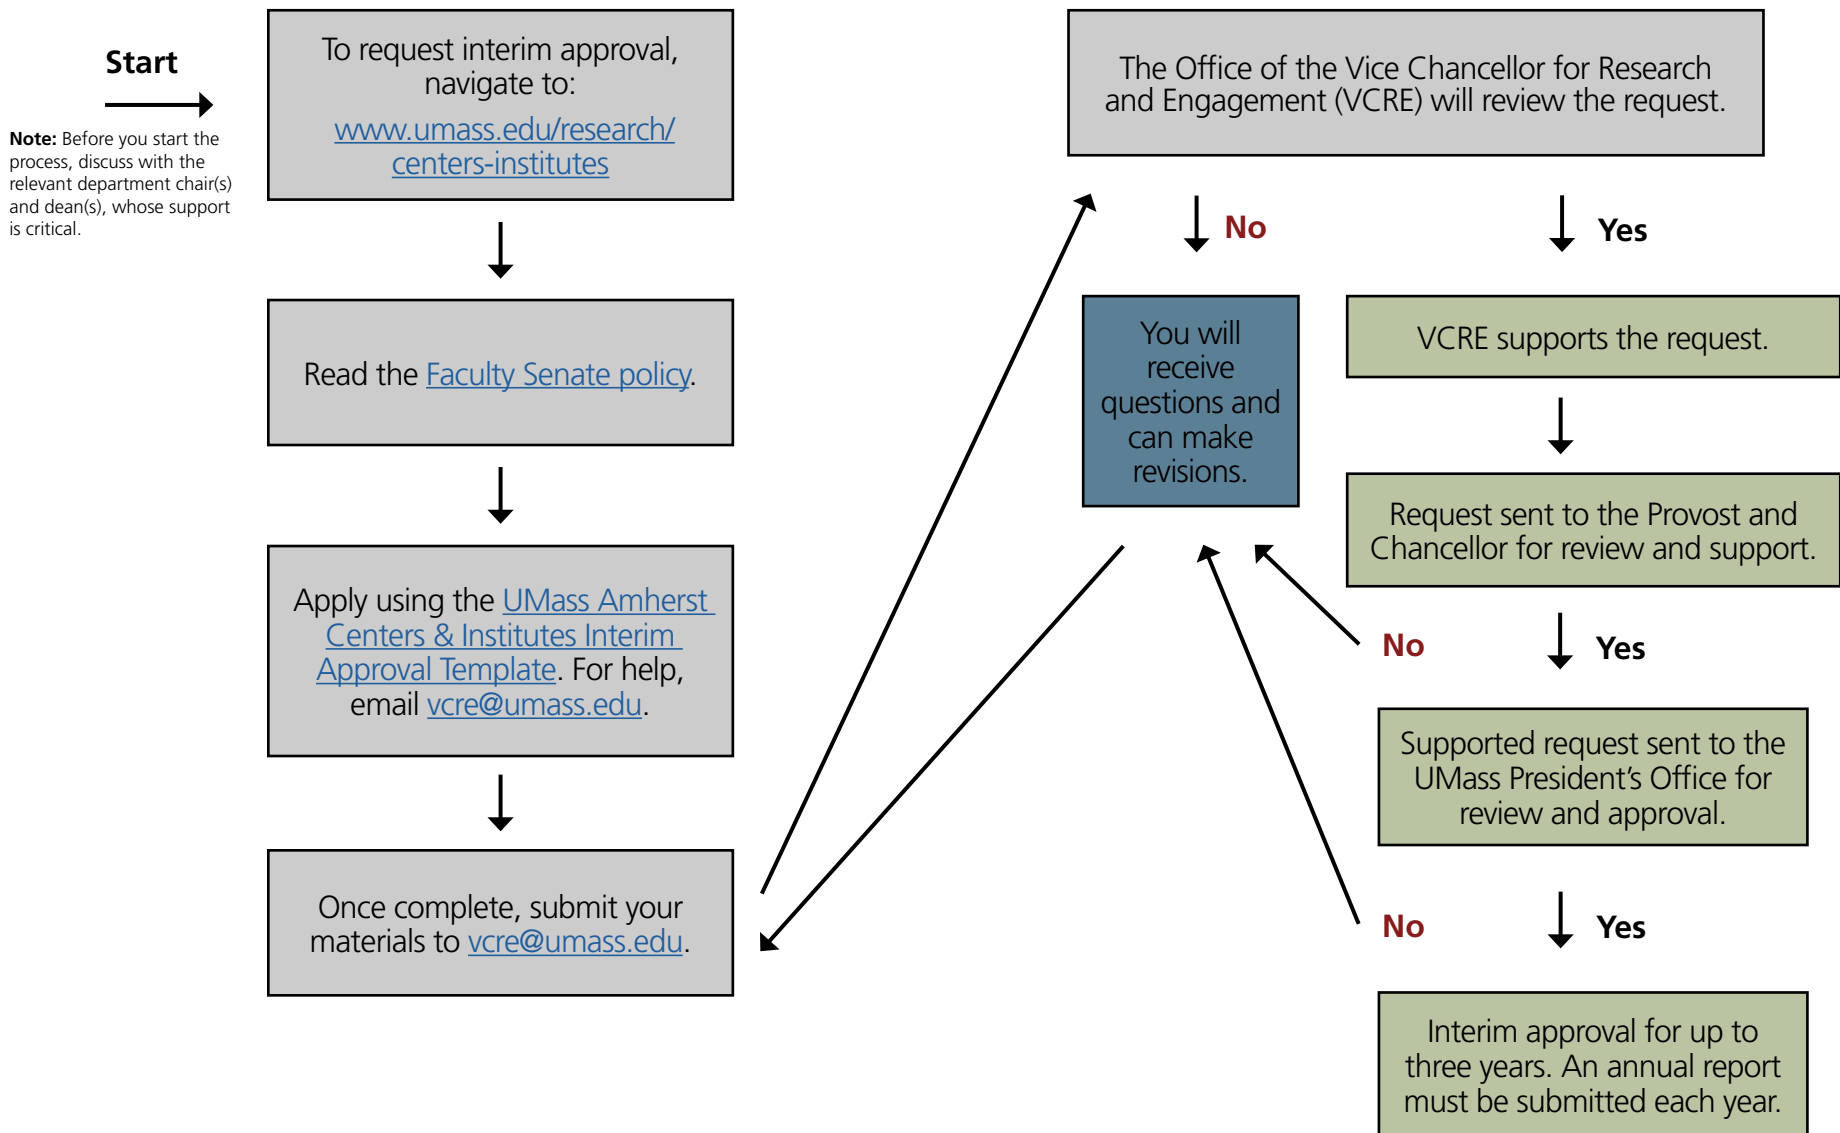 Start
Note: Before you start the
process, discuss with the
relevant department chair(s)
and dean(s), whose support
is critical.
To request interim approval,
navigate to:
www.umass.edu/research/
centers-institutes
Read the Faculty Senate policy.
Apply using the UMass Amherst
Centers & Institutes Interim
Approval Template. For help,
email vcre@umass.edu.
Once complete, submit your
materials to vcre@umass.edu.
The Office of the Vice Chancellor for Research
and Engagement (VCRE) will review the request.
No
Yes
You will
receive
questions and
can make
revisions.
VCRE supports the request.
Request sent to the Provost and
Chancellor for review and support.
No
Yes
Supported request sent to the
UMass President’s Office for
review and approval.
No
Yes
Interim approval for up to
three years. An annual report
must be submitted each year.